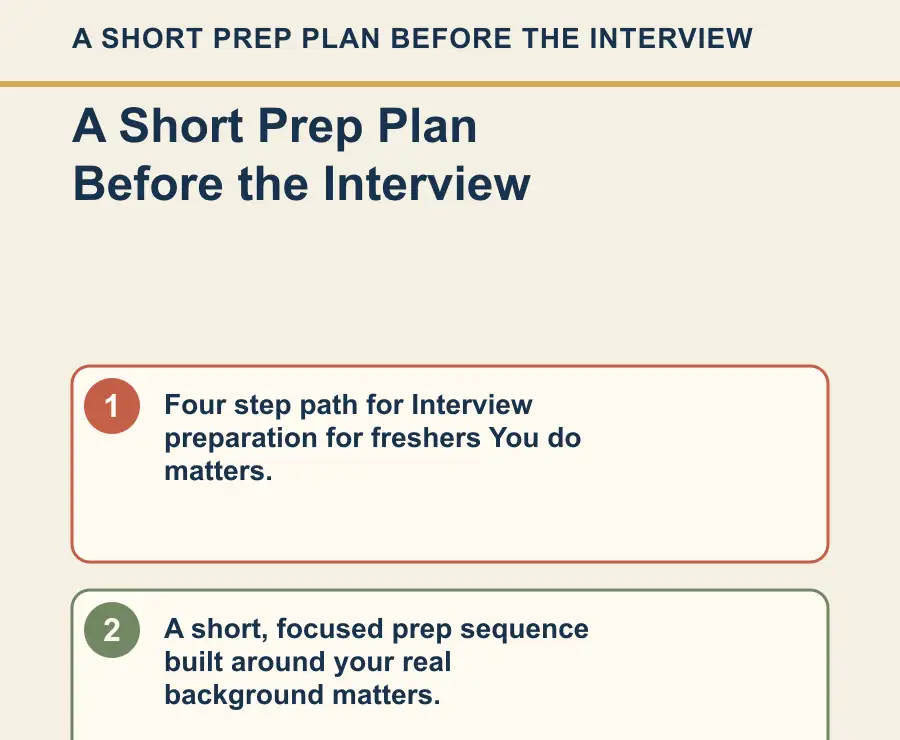 A SHORT PREP PLAN BEFORE THE INTERVIEW
A Short Prep Plan
Before the Interview
1
Four step path for Interview
preparation for freshers You do
matters.
2
A short, focused prep sequence
built around your real
background matters.